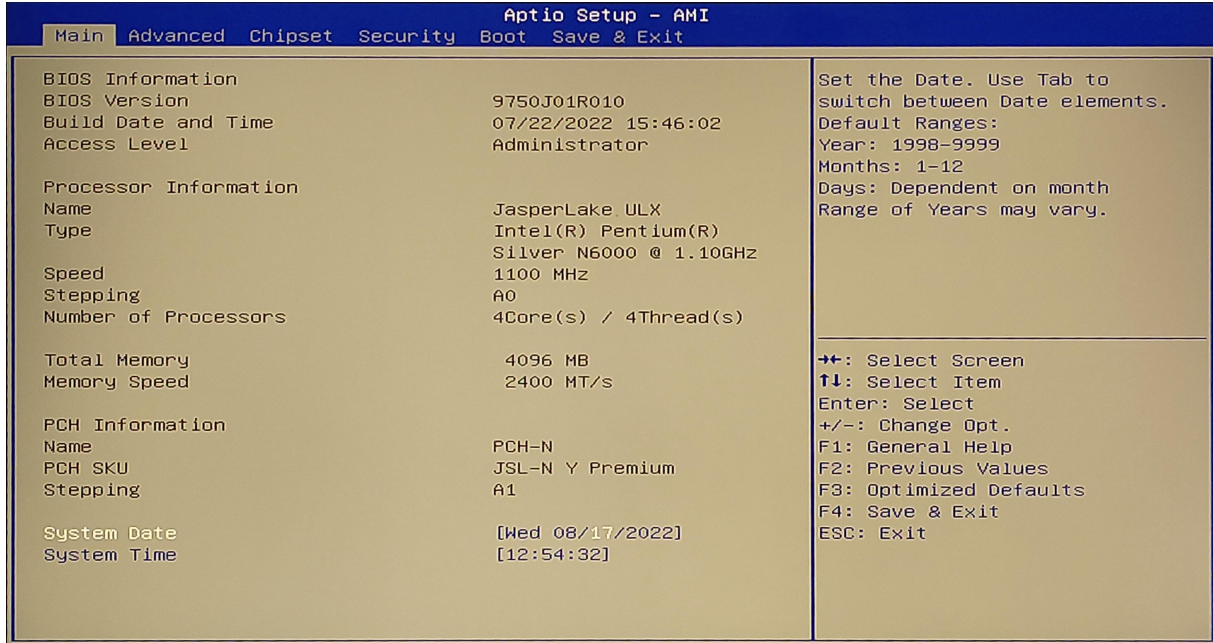 Aptio Setup – AMI
Main Advanced Chipset Security Boot Save & Exit
BIOS Information
BIOS Version 9750J01R010
Build Date and Time 07/22/2022 15:46:02
Access Level Administrator
Processor Information
Name JasperLake ULX
Type Intel(R) Pentium(R)
Silver N6000 @ 1.10GHz
Speed 1100 MHz
Stepping A0
Number of Processors 4Core(s) / 4Thread(s)
Total Memory 4096 MB
Memory Speed 2400 MT/s
PCH Information
Name PCH-N
PCH SKU JSL-N Y Premium
Stepping A1
System Date [Wed 08/17/2022]
System Time [12:54:32]
Set the Date. Use Tab to
switch between Date elements.
Default Ranges:
Year: 1998-9999
Months: 1-12
Days: Dependent on month
Range of Years may vary.
→←: Select Screen
↑↓: Select Item
Enter: Select
+/-: Change Opt.
F1: General Help
F2: Previous Values
F3: Optimized Defaults
F4: Save & Exit
ESC: Exit